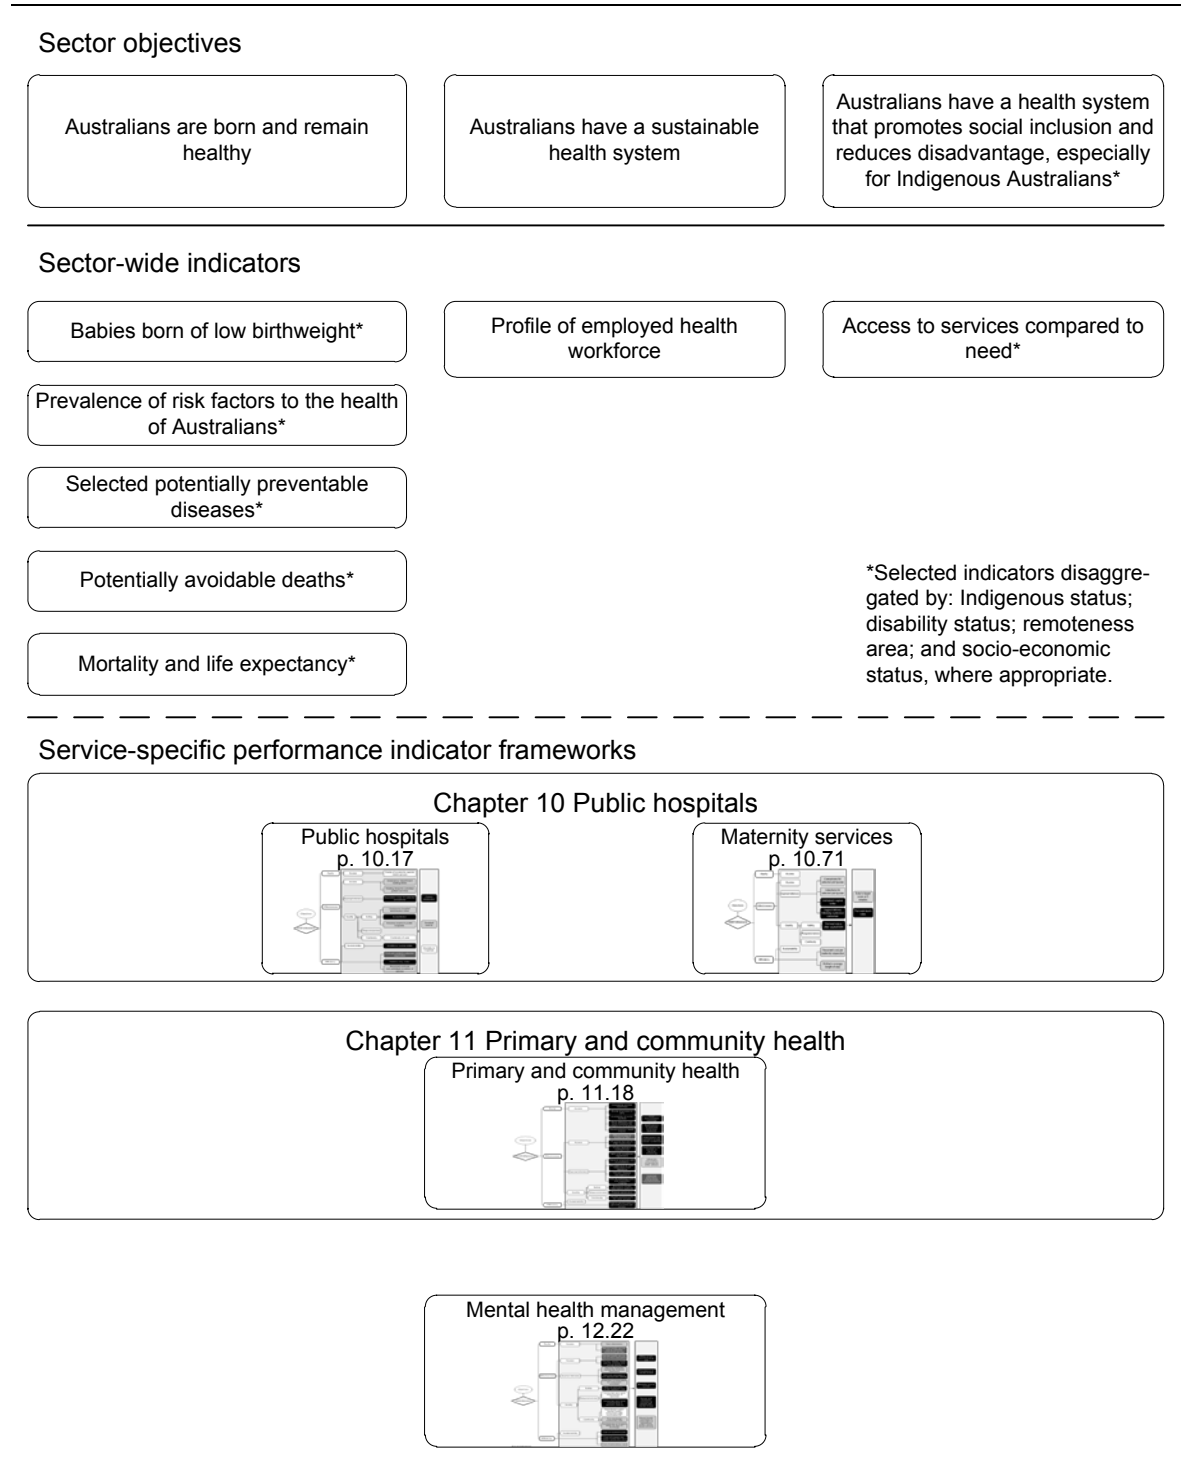 Sector objectives
Australians are born and remain
healthy
Australians have a sustainable
health system
Australians have a health system
that promotes social inclusion and
reduces disadvantage, especially
for Indigenous Australians*
Sector-wide indicators
Babies born of low birthweight*
Profile of employed health
workforce
Access to services compared to
need*
Prevalence of risk factors to the health
of Australians*
Selected potentially preventable
diseases*
Potentially avoidable deaths*
Mortality and life expectancy*
*Selected indicators disaggre-
gated by: Indigenous status;
disability status; remoteness
area; and socio-economic
status, where appropriate.
Service-specific performance indicator frameworks
Chapter 10 Public hospitals
Public hospitals
p. 10.17
Maternity services
p. 10.71
Chapter 11 Primary and community health
Primary and community health
p. 11.18
Mental health management
p. 12.22